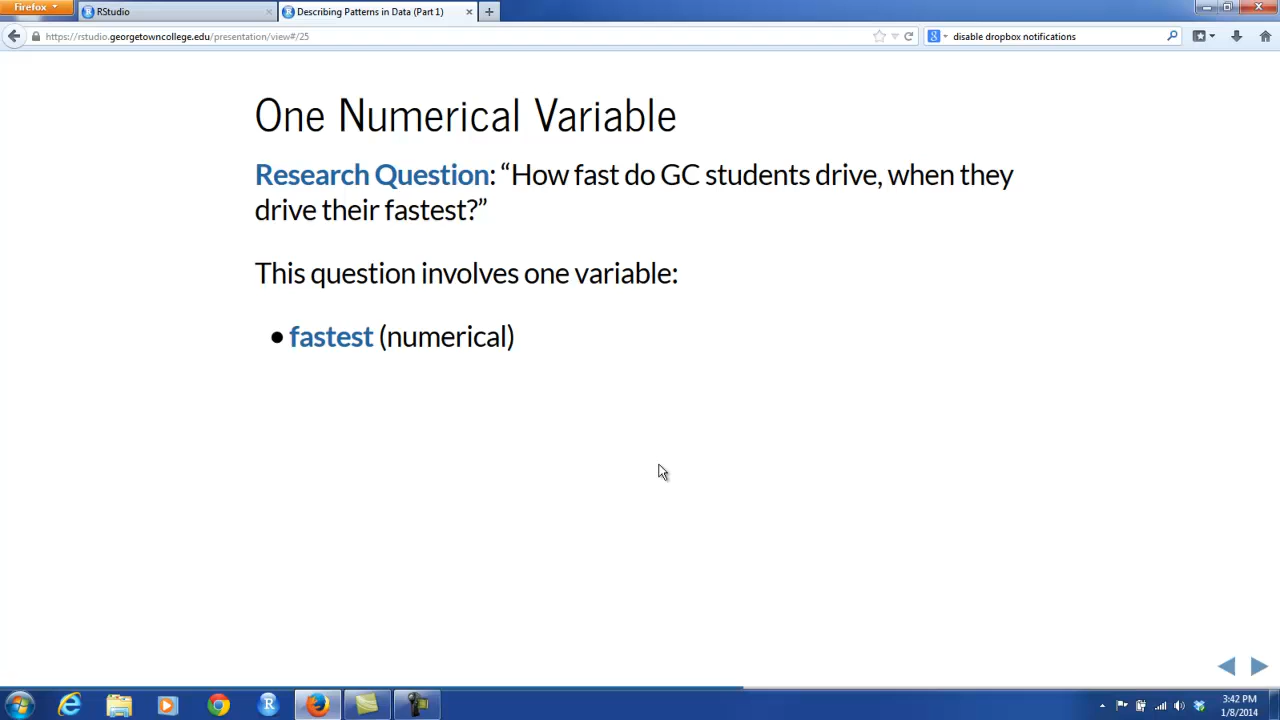 Firefox
RStudio
Describing Patterns in Data (Part 1)
https://rstudio.georgetowncollege.edu/presentation/view#/25
disable dropbox notifications
One Numerical Variable
Research Question: “How fast do GC students drive, when they
drive their fastest?”
This question involves one variable:
• fastest (numerical)
3:42 PM
1/8/2014